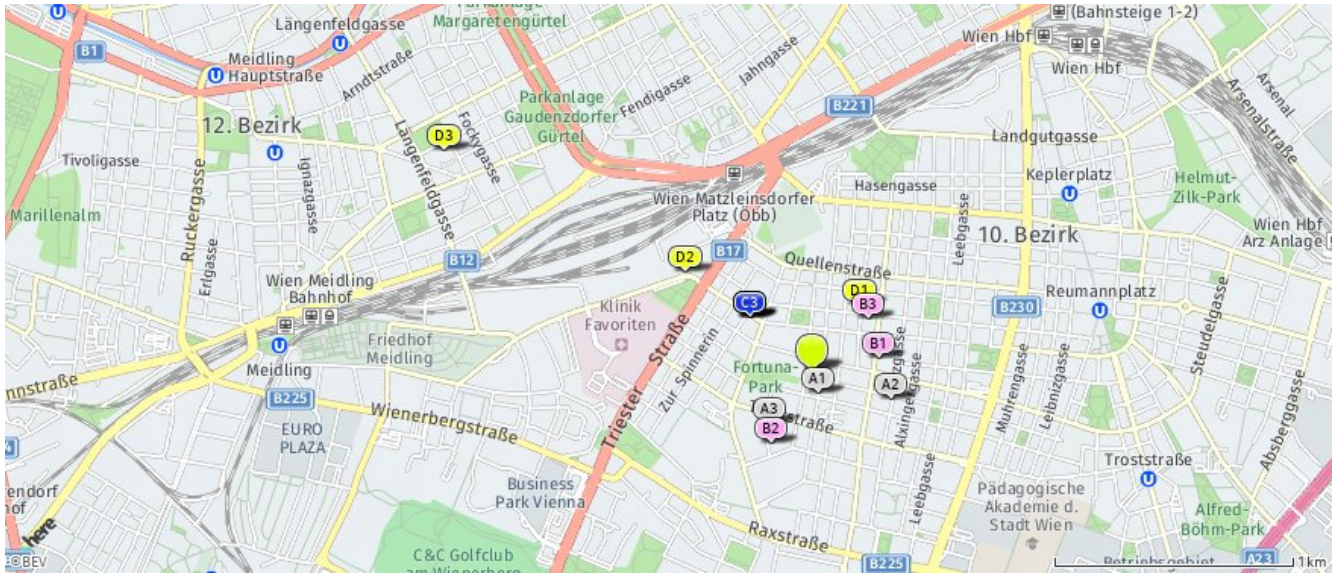 Längenfeldgasse
Parkanlage
Margaretengürtel
(Bahnsteige 1-2)
Wien Hbf
Wien Hbf
B1
U
Meidling
Hauptstraße
Arndtstraße
Jahngasse
Fendigasse
Arsenal
Arsenalstraße
Parkanlage
Gaudenzdorfer
Gürtel
B221
12. Bezirk
D3
Fockygasse
Längenfeldgasse
Landgutgasse
Tivoligasse
Ignazgasse
Ruckergasse
Keplerplatz
Helmut-
Zilk-Park
Hasengasse
Marillenalm
Wien Matzleinsdorfer
Platz (Öbb)
Leebgasse
10. Bezirk
Wien Hbf
Arz Anlage
Erlgasse
B12
D2
B17
Quellenstraße
Wien Meidling
Bahnhof
D1
B3
C3
Klinik
Favoriten
B230
Reumannplatz
Steudelgasse
Friedhof
Meidling
Triester Straße
Zur Spinnerin
B1
Meidling
Fortuna-
Park
A1
A2
Alxingergasse
Muhrengasse
Leibnizgasse
Absberggasse
B225
Wienerbergstraße
A3
B2
EURO
PLAZA
Troststraße
Leebgasse
Business
Park Vienna
Pädagogische
Akademie d.
Stadt Wien
Alfred-
Böhm-Park
Raxstraße
here
©BEV
C&C Golfclub
am Wienerberg
B225
Betriebsgebiet
A23
1km